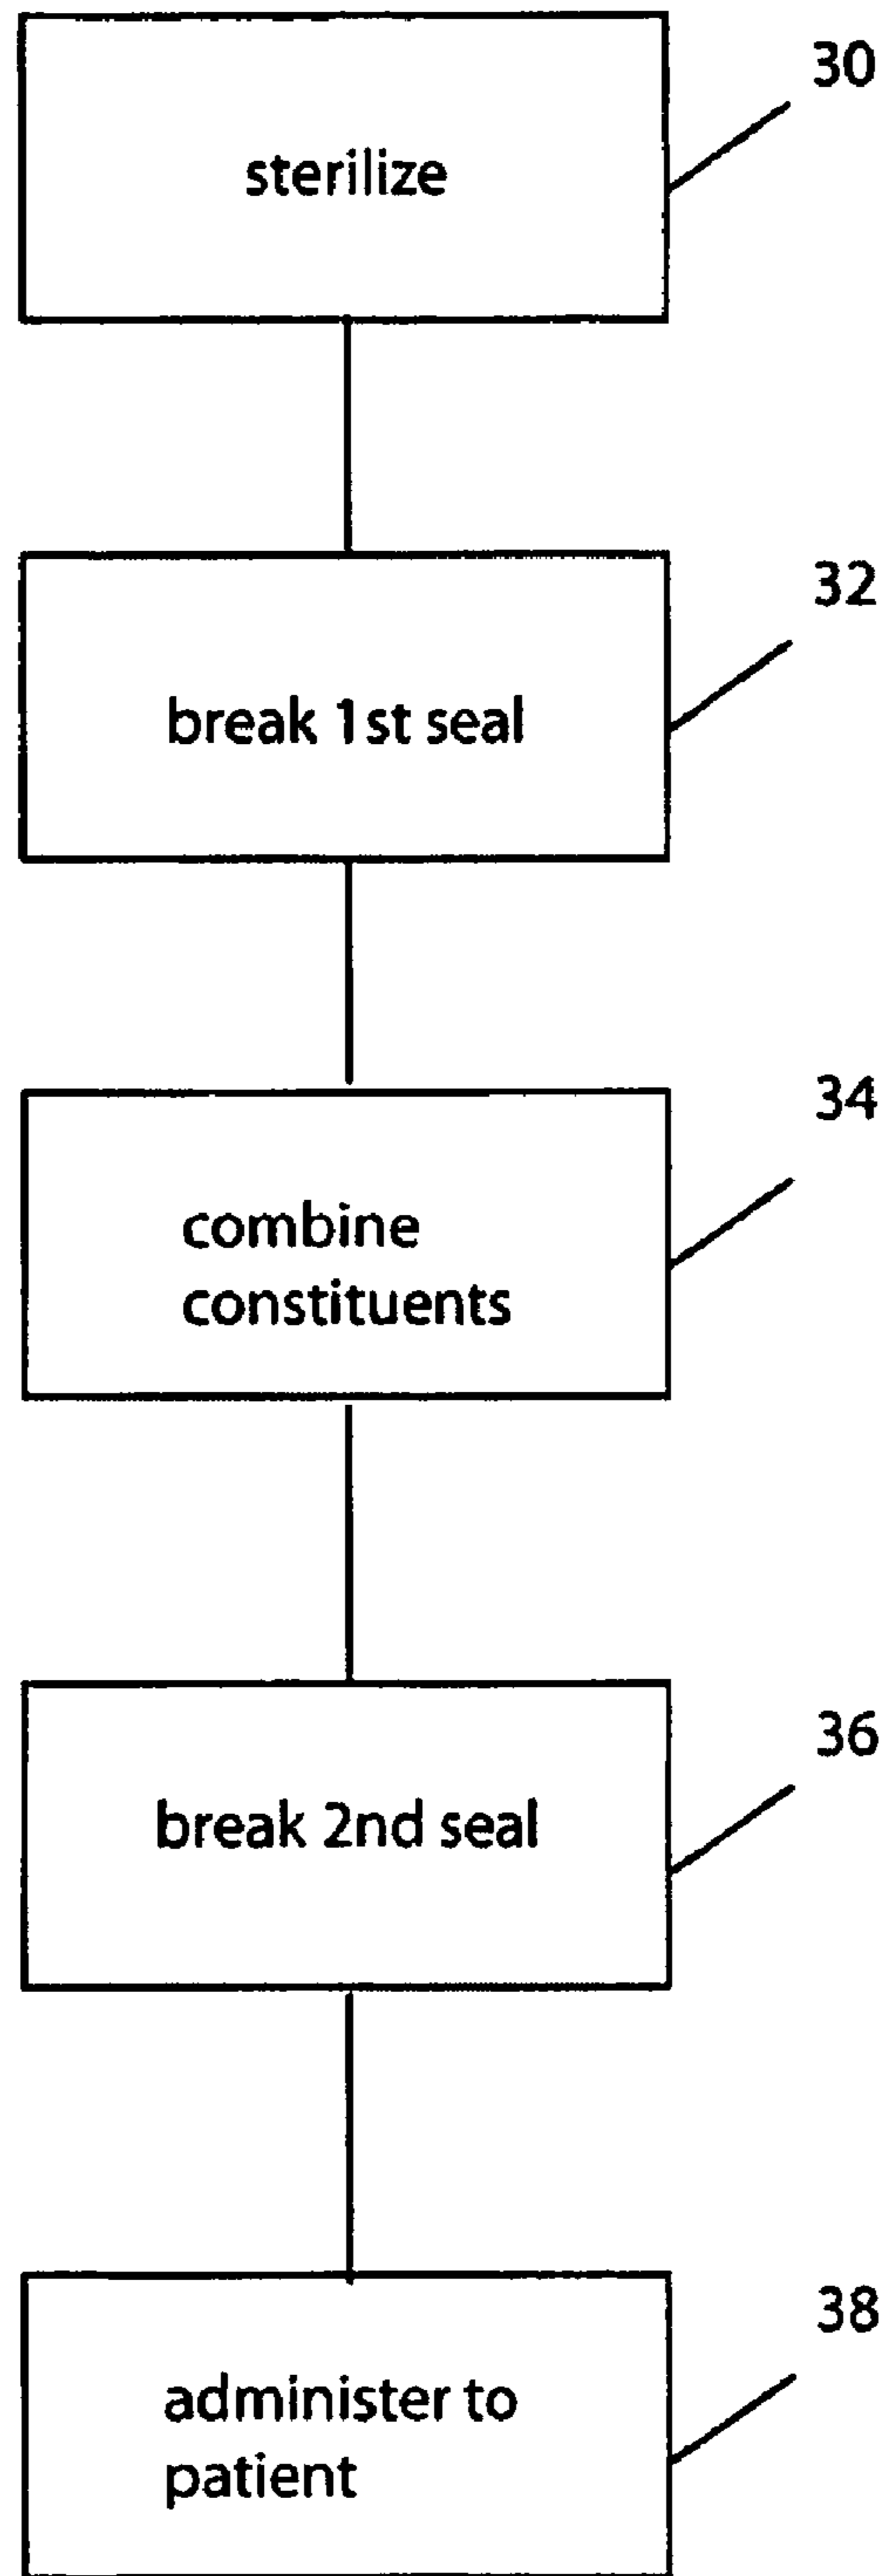 30
sterilize
32
break 1st seal
34
combine
constituents
36
break 2nd seal
38
administer to
patient